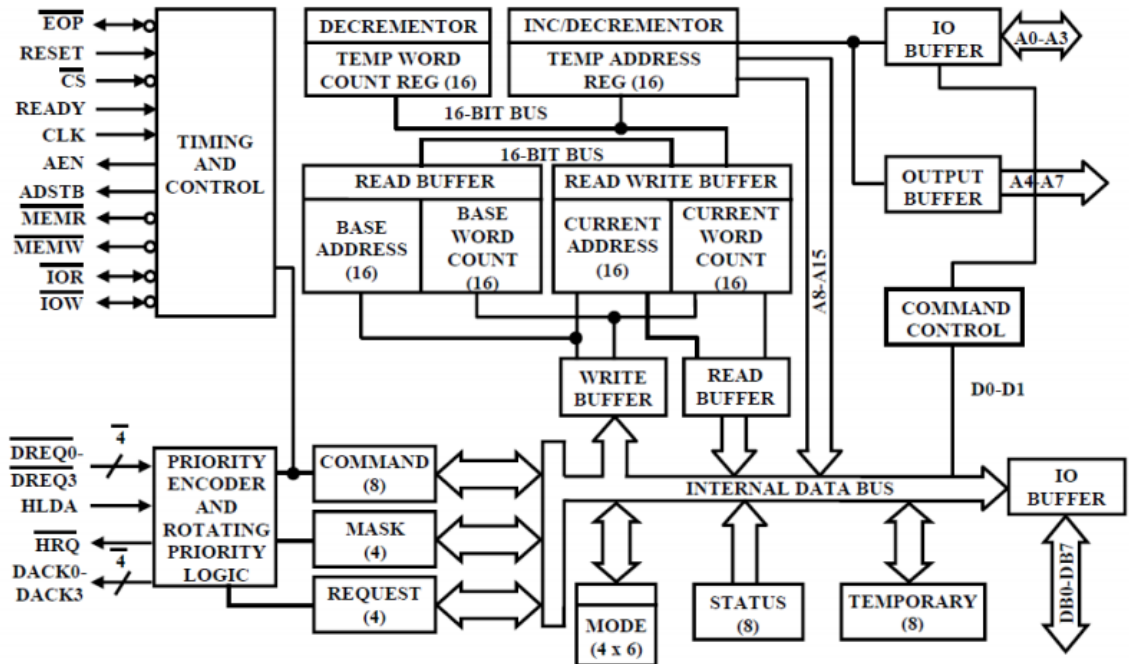 EOP
RESET
CS
READY
CLK
AEN
ADSTB
MEMR
MEMW
IOR
IOW
TIMING
AND
CONTROL
DECREMENTOR
TEMP WORD
COUNT REG (16)
INC/DECREMENTOR
TEMP ADDRESS
REG (16)
IO
BUFFER
A0-A3
16-BIT BUS
16-BIT BUS
READ BUFFER
BASE
ADDRESS
(16)
BASE
WORD
COUNT
(16)
READ WRITE BUFFER
CURRENT
ADDRESS
(16)
CURRENT
WORD
COUNT
(16)
A8-A15
OUTPUT
BUFFER
A4-A7
COMMAND
CONTROL
WRITE
BUFFER
READ
BUFFER
D0-D1
DREQ0-
DREQ3
4
HLDA
HRQ
DACK0-
DACK3
4
PRIORITY
ENCODER
AND
ROTATING
PRIORITY
LOGIC
COMMAND
(8)
MASK
(4)
REQUEST
(4)
INTERNAL DATA BUS
IO
BUFFER
MODE
(4 x 6)
STATUS
(8)
TEMPORARY
(8)
DB0-DB7